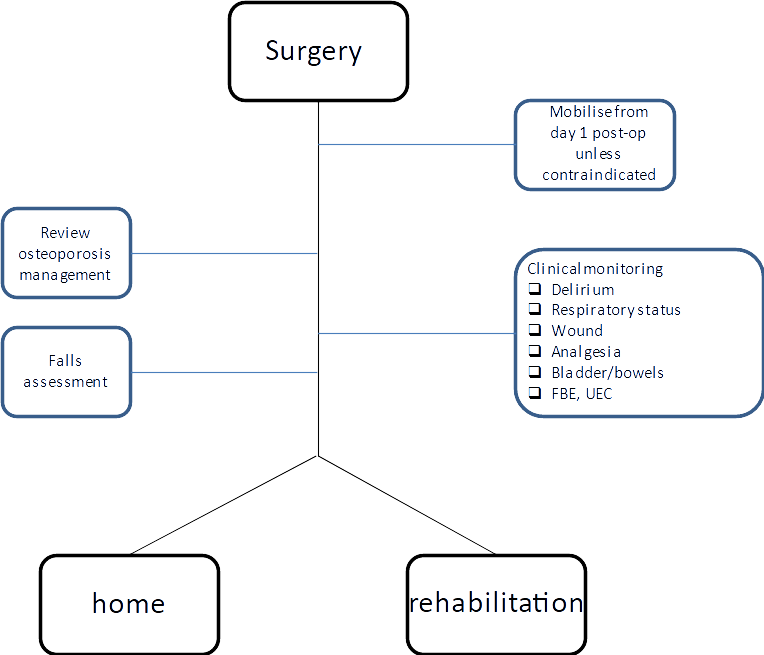 Surgery
Mobilise from
day 1 post-op
unless
contraindicated
Review
osteoporosis
management
Clinical monitoring
❑ Delirium
❑ Respiratory status
❑ Wound
❑ Analgesia
❑ Bladder/bowels
❑ FBE, UEC
Falls
assessment
home
rehabilitation